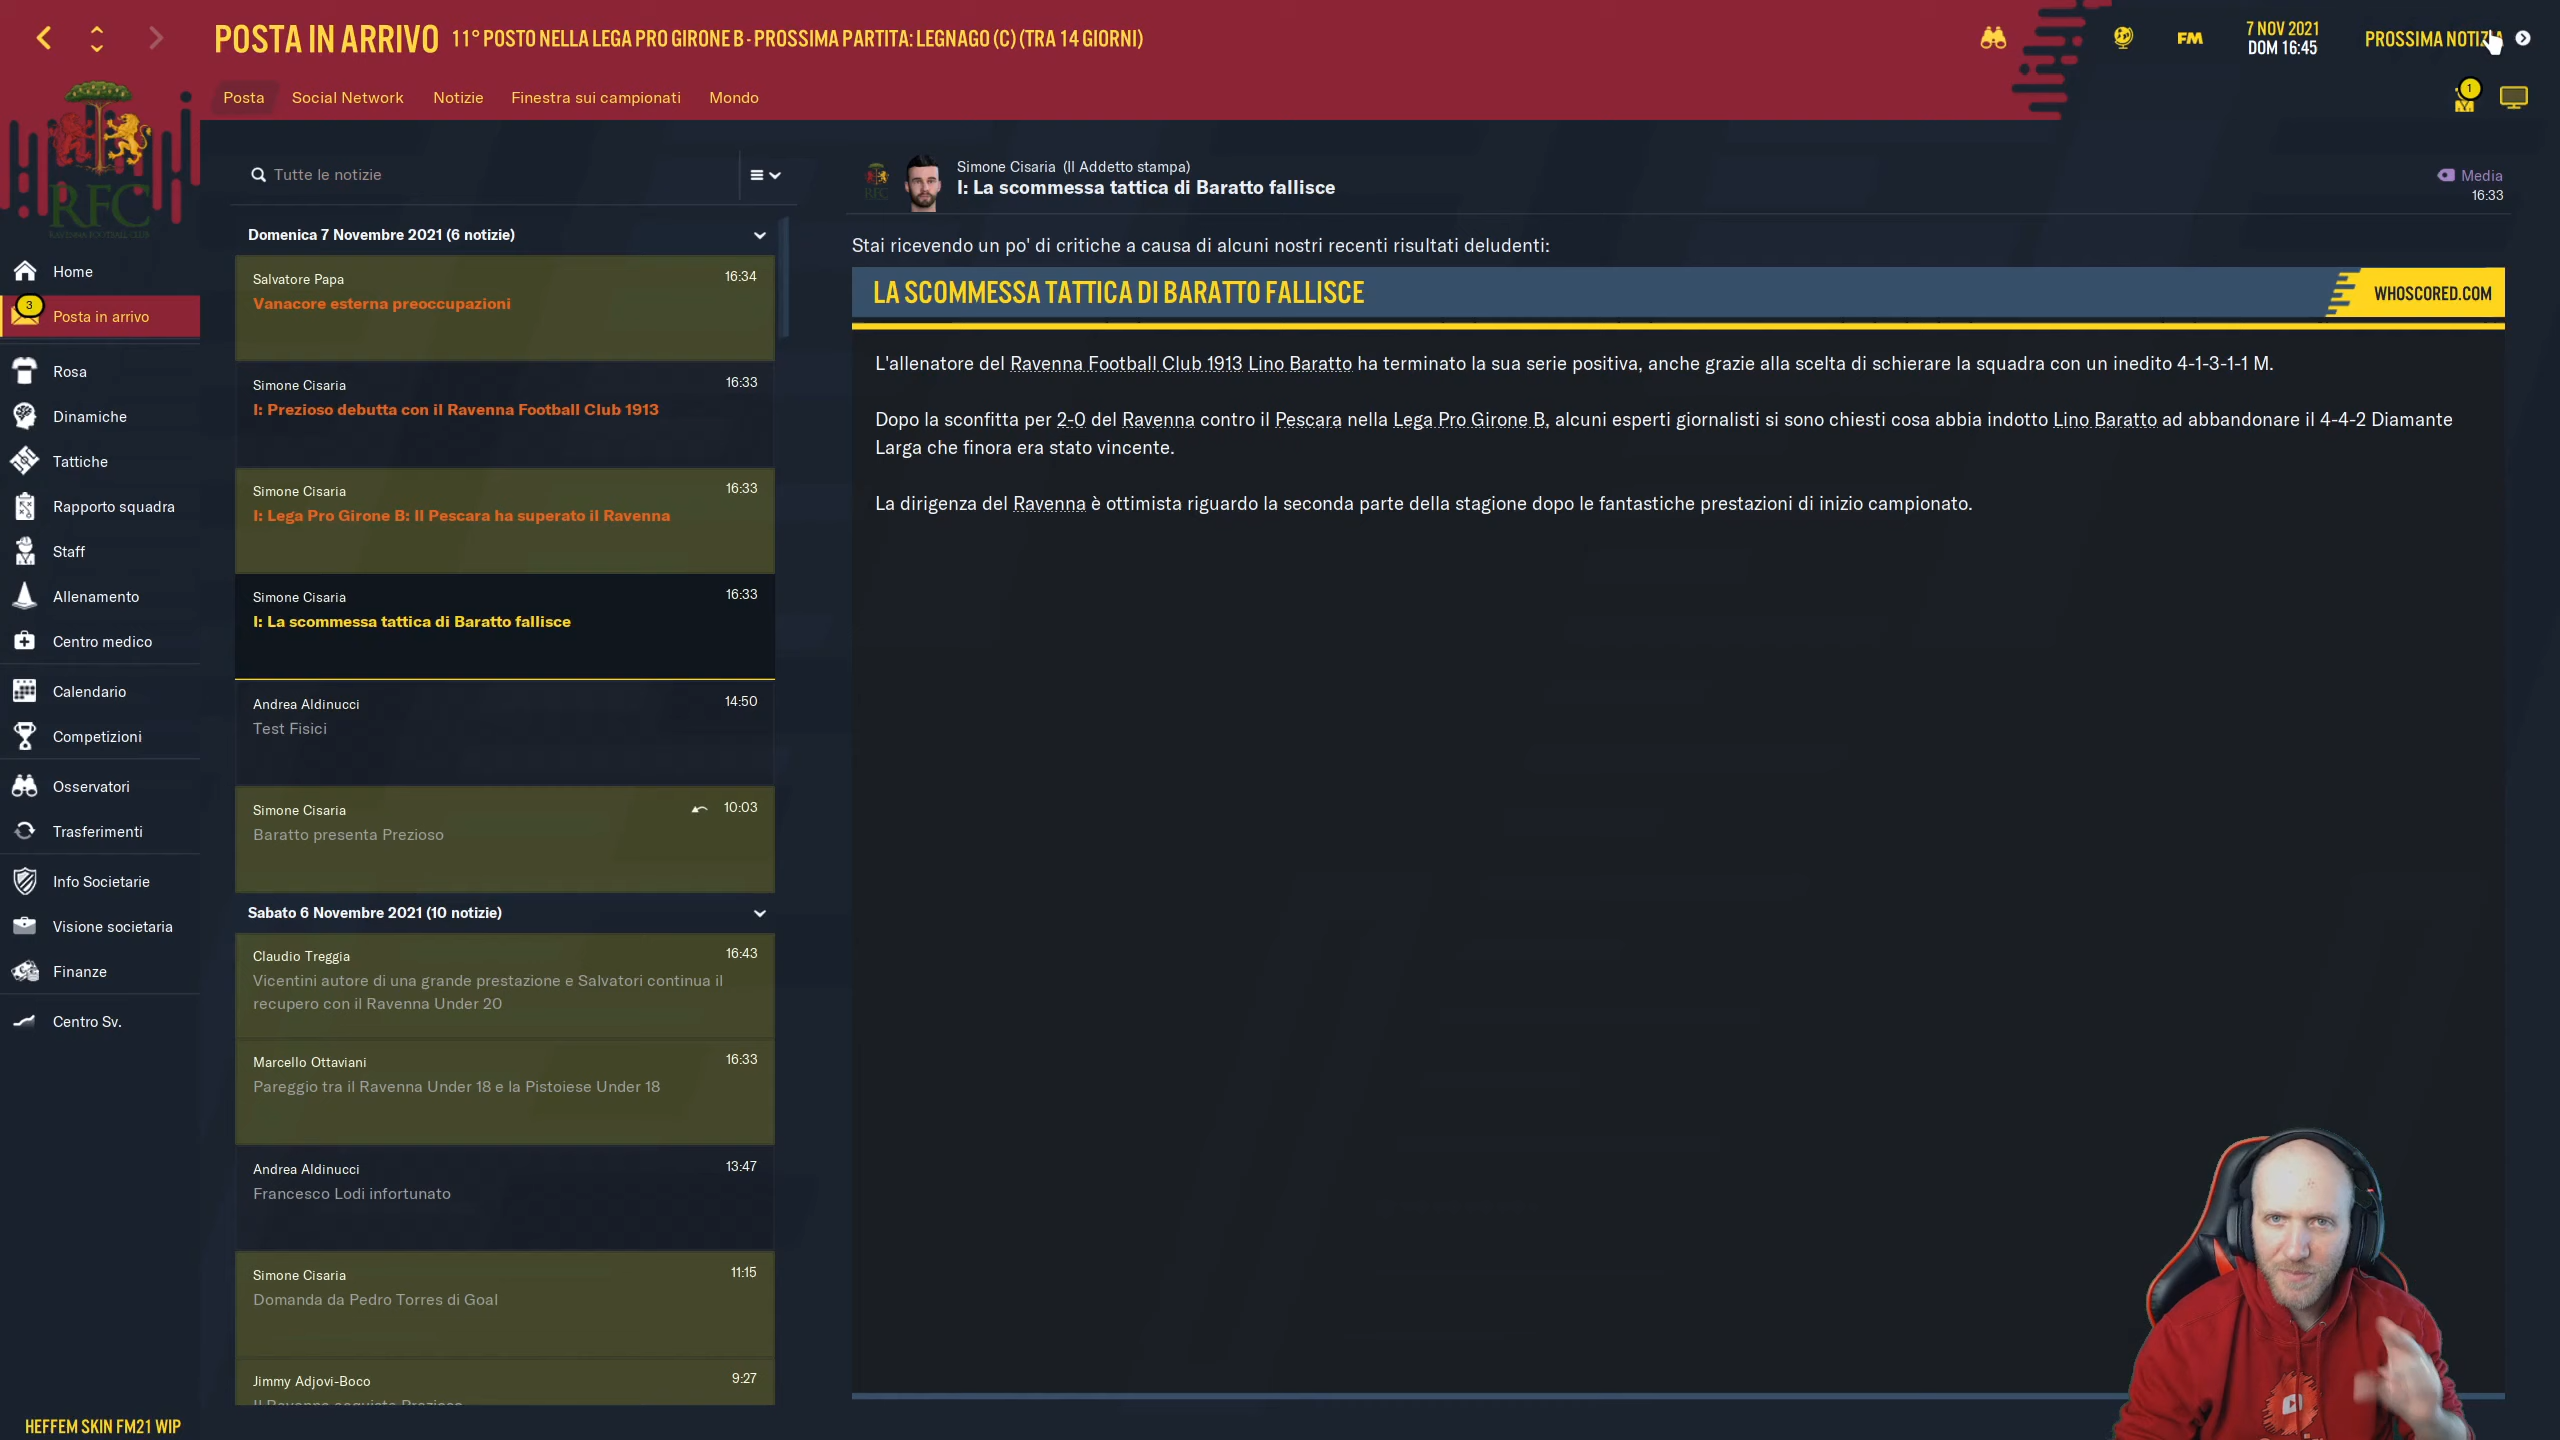 POSTA IN ARRIVO 11° POSTO NELLA LEGA PRO GIRONE B - PROSSIMA PARTITA: LEGNAGO (C) (TRA 14 GIORNI)
FM
7 NOV 2021
DOM 16:45
PROSSIMA NOTIZIA
Posta
Social Network
Notizie
Finestra sui campionati
Mondo
1
RFC
Home
3
Posta in arrivo
Rosa
Dinamiche
Tattiche
Rapporto squadra
Staff
Allenamento
Centro medico
Calendario
Competizioni
Osservatori
Trasferimenti
Info Societarie
Visione societaria
Finanze
Centro Sv.
HEFFEM SKIN FM21 WIP
Tutte le notizie
Domenica 7 Novembre 2021 (6 notizie)
Salvatore Papa 16:34
Vanacore esterna preoccupazioni
Simone Cisaria 16:33
I: Prezioso debutta con il Ravenna Football Club 1913
Simone Cisaria 16:33
I: Lega Pro Girone B: Il Pescara ha superato il Ravenna
Simone Cisaria 16:33
I: La scommessa tattica di Baratto fallisce
Andrea Aldinucci 14:50
Test Fisici
Simone Cisaria 10:03
Baratto presenta Prezioso
Sabato 6 Novembre 2021 (10 notizie)
Claudio Treggia 16:43
Vicentini autore di una grande prestazione e Salvatori continua il
recupero con il Ravenna Under 20
Marcello Ottaviani 16:33
Pareggio tra il Ravenna Under 18 e la Pistoiese Under 18
Andrea Aldinucci 13:47
Francesco Lodi infortunato
Simone Cisaria 11:15
Domanda da Pedro Torres di Goal
Jimmy Adjovi-Boco 9:27
Il Ravenna acquista Prezioso
Simone Cisaria (Il Addetto stampa)
I: La scommessa tattica di Baratto fallisce
Media
16:33
Stai ricevendo un po' di critiche a causa di alcuni nostri recenti risultati deludenti:
LA SCOMMESSA TATTICA DI BARATTO FALLISCE
WHOSCORED.COM
L'allenatore del Ravenna Football Club 1913 Lino Baratto ha terminato la sua serie positiva, anche grazie alla scelta di schierare la squadra con un inedito 4-1-3-1-1 M.
Dopo la sconfitta per 2-0 del Ravenna contro il Pescara nella Lega Pro Girone B, alcuni esperti giornalisti si sono chiesti cosa abbia indotto Lino Baratto ad abbandonare il 4-4-2 Diamante
Larga che finora era stato vincente.
La dirigenza del Ravenna è ottimista riguardo la seconda parte della stagione dopo le fantastiche prestazioni di inizio campionato.